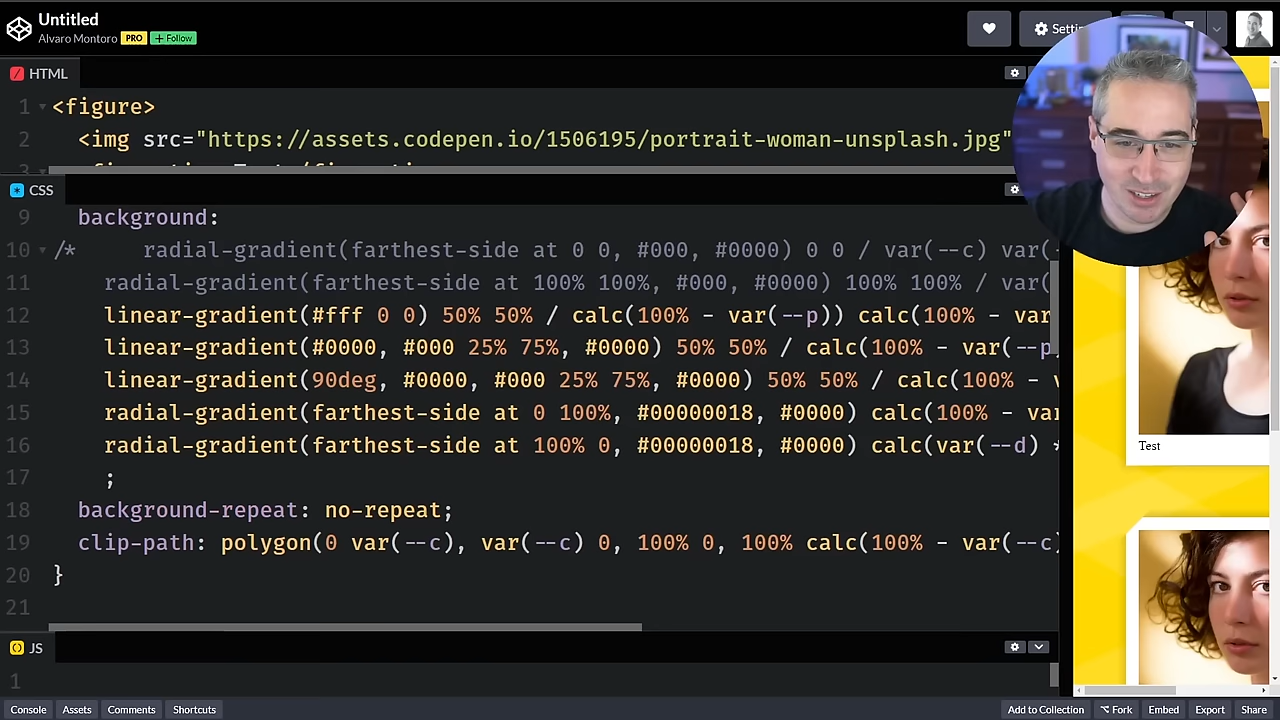 Untitled
Alvaro Montoro PRO + Follow
HTML
1 <figure>
2 <img src="https://assets.codepen.io/1506195/portrait-woman-unsplash.jpg"
3
CSS
9 background:
10 /* radial-gradient(farthest-side at 0 0, #000, #0000) 0 0 / var(--c) var(-
11 radial-gradient(farthest-side at 100% 100%, #000, #0000) 100% 100% / var(
12 linear-gradient(#fff 0 0) 50% 50% / calc(100% - var(--p)) calc(100% - var
13 linear-gradient(#0000, #000 25% 75%, #0000) 50% 50% / calc(100% - var(--p
14 linear-gradient(90deg, #0000, #000 25% 75%, #0000) 50% 50% / calc(100% -
15 radial-gradient(farthest-side at 0 100%, #00000018, #0000) calc(100% - var
16 radial-gradient(farthest-side at 100% 0, #00000018, #0000) calc(var(--d) *
17 ;
18 background-repeat: no-repeat;
19 clip-path: polygon(0 var(--c), var(--c) 0, 100% 0, 100% calc(100% - var(--c)
20 }
21
Test
JS
1
Console Assets Comments Shortcuts
Add to Collection Fork Embed Export Share